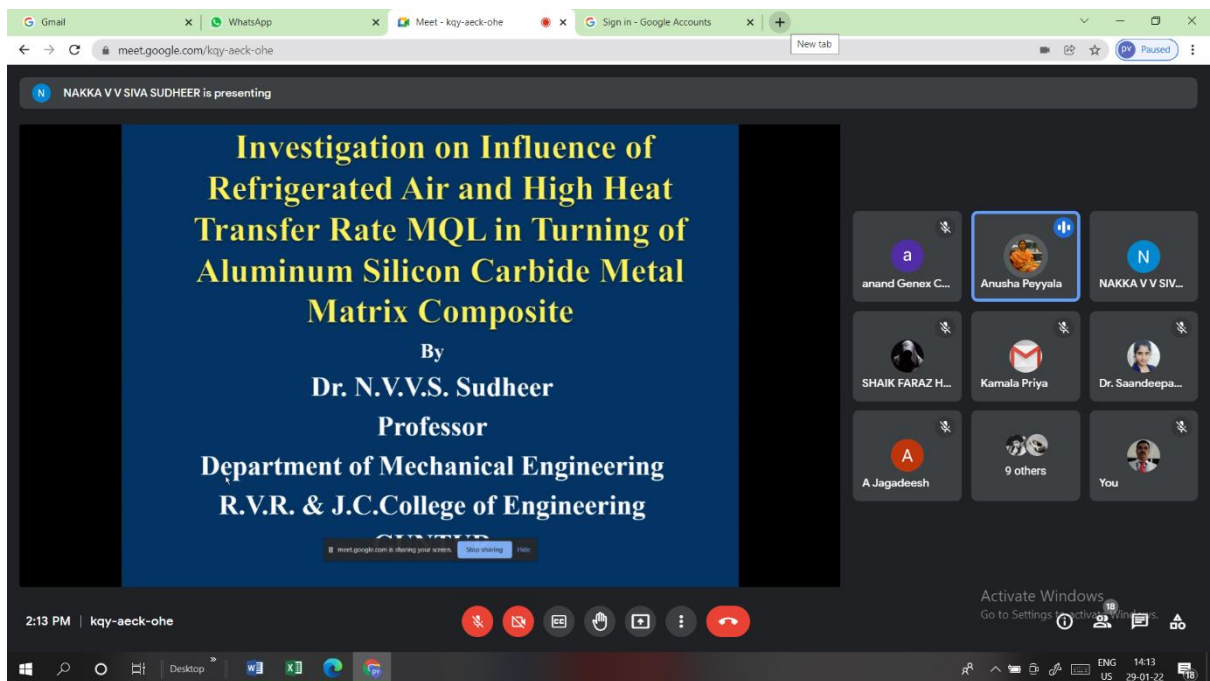 Gmail
WhatsApp
Meet - kqy-aeck-ohe
Sign in - Google Accounts
New tab
meet.google.com/kqy-aeck-ohe
PV Paused
N NAKKA V V SIVA SUDHEER is presenting
Investigation on Influence of
Refrigerated Air and High Heat
Transfer Rate MQL in Turning of
Aluminum Silicon Carbide Metal
Matrix Composite
By
Dr. N.V.V.S. Sudheer
Professor
Department of Mechanical Engineering
R.V.R. & J.C.College of Engineering
meet.google.com is sharing your screen. Stop sharing Hide
a
anand Genex C...
Anusha Peyyala
N
NAKKA V V SIV...
SHAIK FARAZ H...
Kamala Priya
Dr. Saandeepa...
A
A Jagadeesh
9 others
You
Activate Windows
Go to Settings to activate Windows.
18
2:13 PM | kqy-aeck-ohe
CC
Desktop
ENG
US
14:13
29-01-22
18